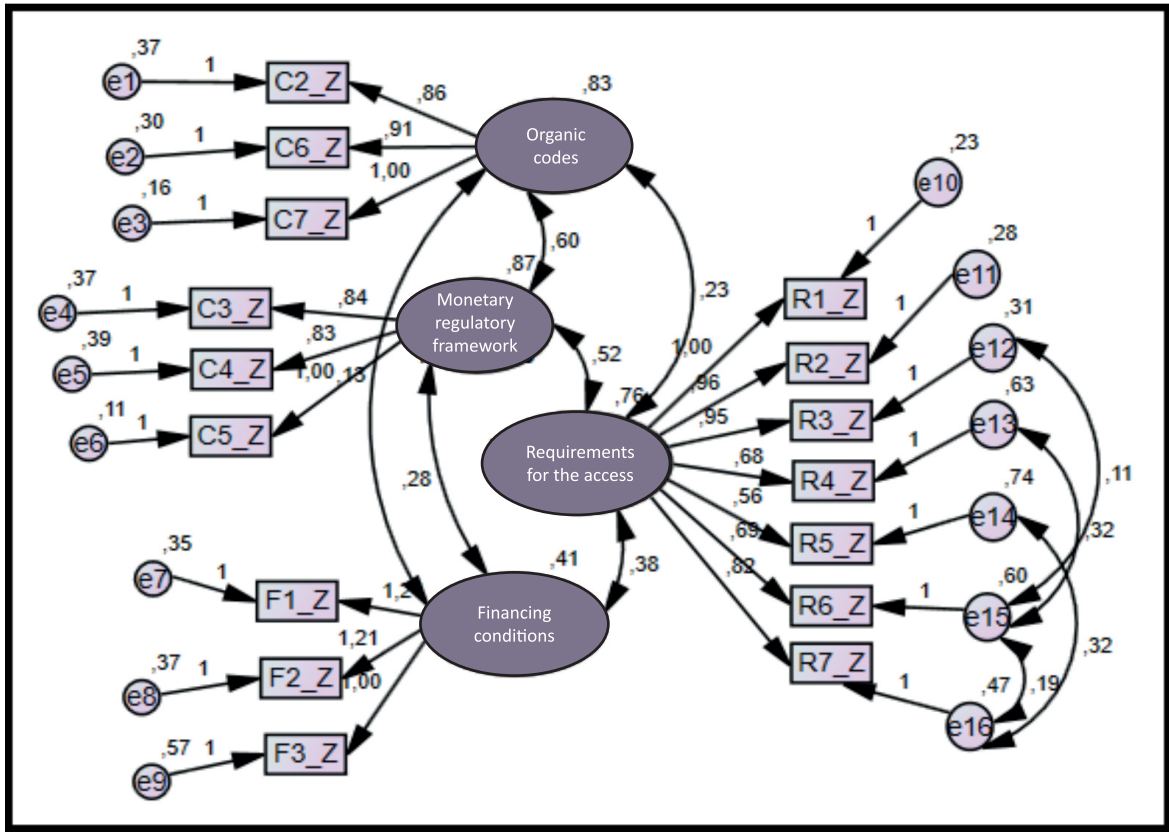 ,37
e1
1
C2_Z
,86
,83
,30
e2
1
C6_Z
,91
Organic
codes
,16
e3
1
C7_Z
1,00
,60
,23
,37
e4
1
C3_Z
,84
,87
Monetary
regulatory
framework
,39
e5
1
C4_Z
,83
,11
e6
1
C5_Z
1,00
,13
,52
,28
,76
Requirements
for the access
,35
e7
1
F1_Z
,41
Financing
conditions
,38
,37
e8
1
F2_Z
1,21
,57
e9
1
F3_Z
1,00
,23
e10
1
R1_Z
1,00
,28
e11
1
R2_Z
,96
,31
e12
1
R3_Z
,95
,63
e13
1
R4_Z
,68
,74
e14
1
R5_Z
,56
,60
e15
1
R6_Z
,69
,47
e16
1
R7_Z
,82
,11
,32
,32
,19